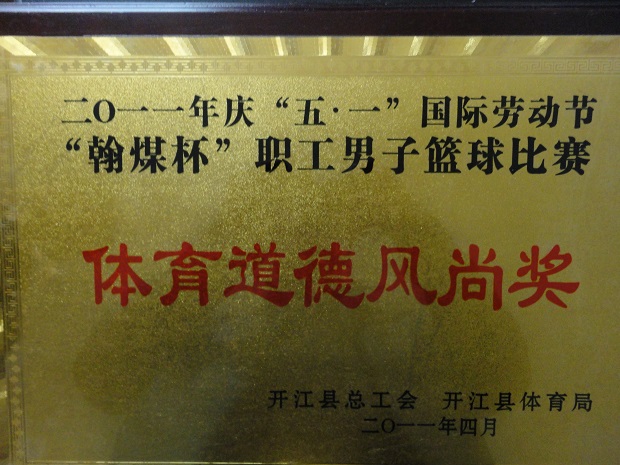 二〇一一年庆“五·一”国际劳动节
“翰煤杯”职工男子篮球比赛
体育道德风尚奖
开江县总工会 开江县体育局
二〇一一年四月